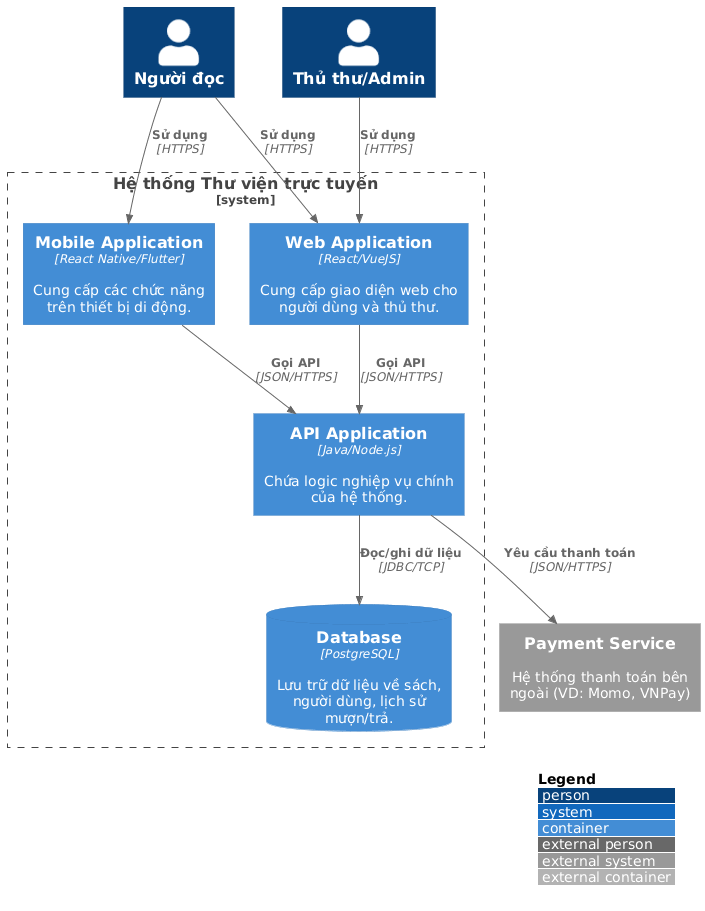 Người đọc
Thủ thư/Admin
Sử dụng
[HTTPS]
Sử dụng
[HTTPS]
Sử dụng
[HTTPS]
Hệ thống Thư viện trực tuyến
[system]
Mobile Application
[React Native/Flutter]
Cung cấp các chức năng
trên thiết bị di động.
Web Application
[React/VueJS]
Cung cấp giao diện web cho
người dùng và thủ thư.
Gọi API
[JSON/HTTPS]
Gọi API
[JSON/HTTPS]
API Application
[Java/Node.js]
Chứa logic nghiệp vụ chính
của hệ thống.
Đọc/ghi dữ liệu
[JDBC/TCP]
Yêu cầu thanh toán
[JSON/HTTPS]
Database
[PostgreSQL]
Lưu trữ dữ liệu về sách,
người dùng, lịch sử
mượn/trả.
Payment Service
Hệ thống thanh toán bên
ngoài (VD: Momo, VNPay)
Legend
person
system
container
external person
external system
external container